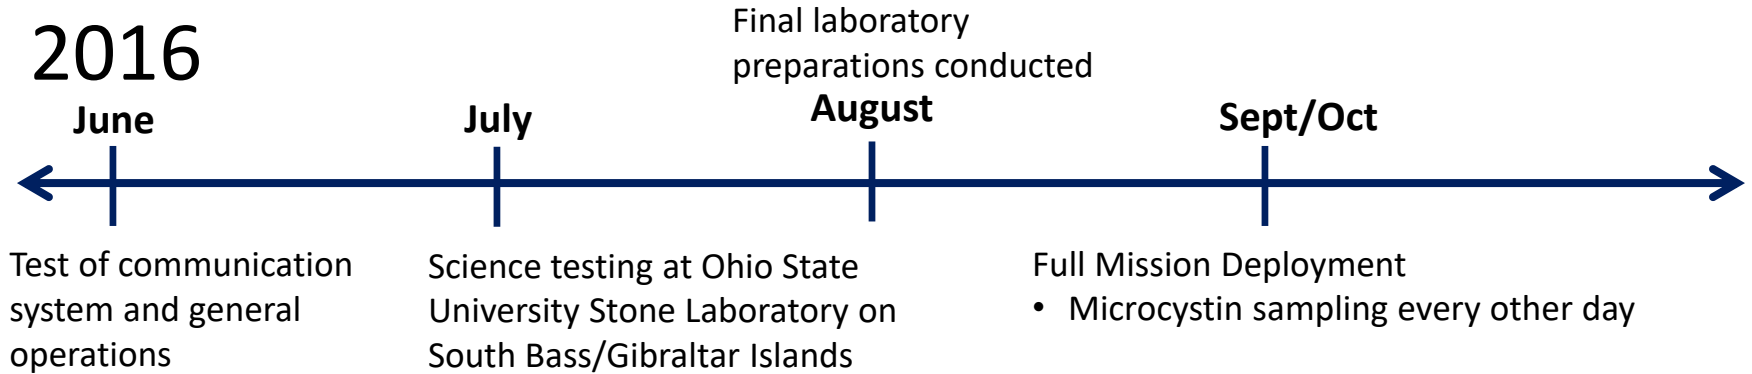 2016
June
Test of communication
system and general
operations
July
Science testing at Ohio State
University Stone Laboratory on
South Bass/Gibraltar Islands
Final laboratory
preparations conducted
August
Sept/Oct
Full Mission Deployment
• Microcystin sampling every other day